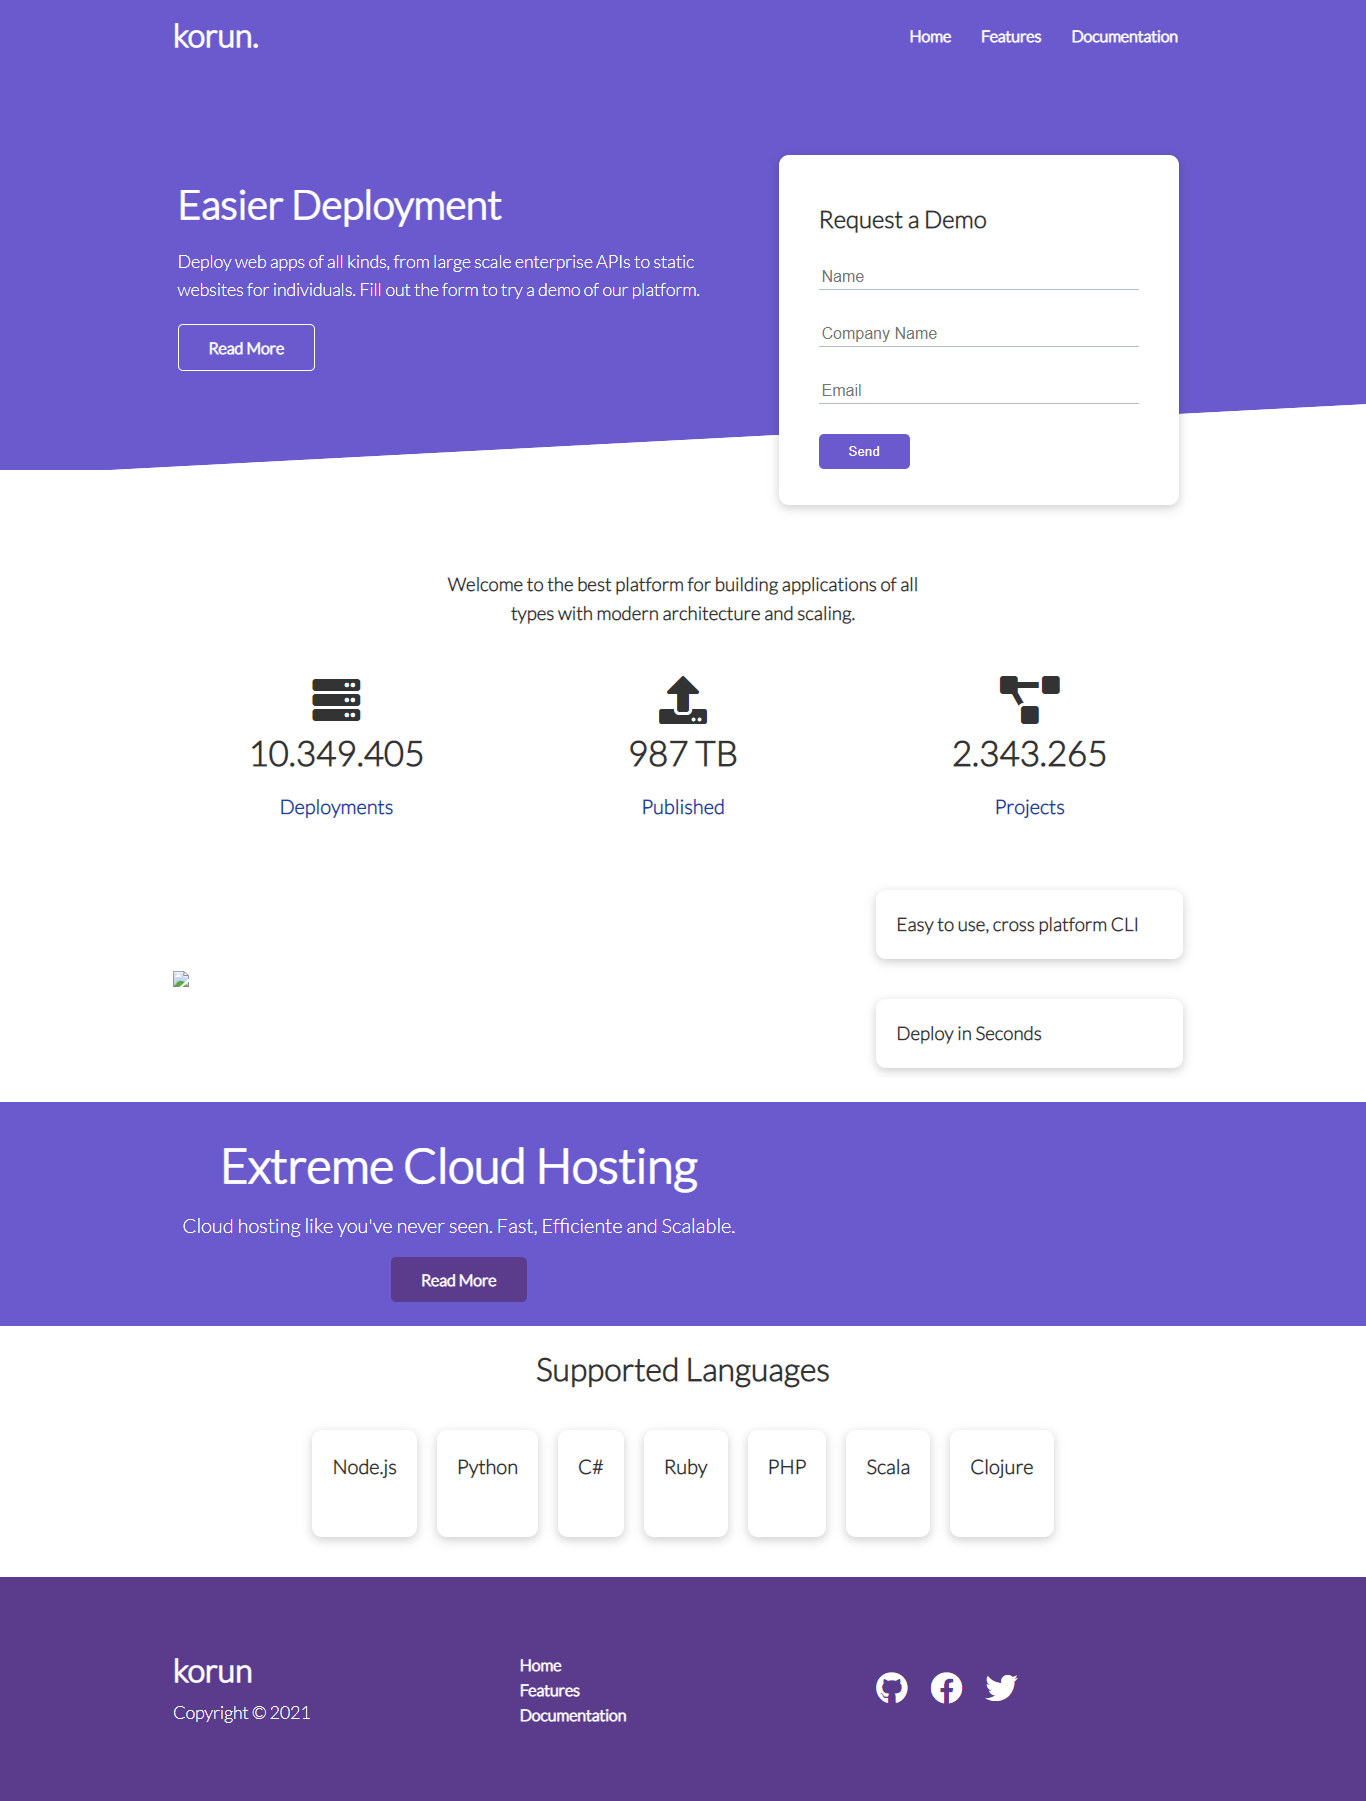 korun.
Home
Features
Documentation
Easier Deployment
Deploy web apps of all kinds, from large scale enterprise APIs to static
websites for individuals. Fill out the form to try a demo of our platform.
Read More
Request a Demo
Name
Company Name
Email
Send
Welcome to the best platform for building applications of all
types with modern architecture and scaling.
10.349.405
Deployments
987 TB
Published
2.343.265
Projects
Easy to use, cross platform CLI
Deploy in Seconds
Extreme Cloud Hosting
Cloud hosting like you've never seen. Fast, Efficiente and Scalable.
Read More
Supported Languages
Node.js
Python
C#
Ruby
PHP
Scala
Clojure
korun
Copyright © 2021
Home
Features
Documentation